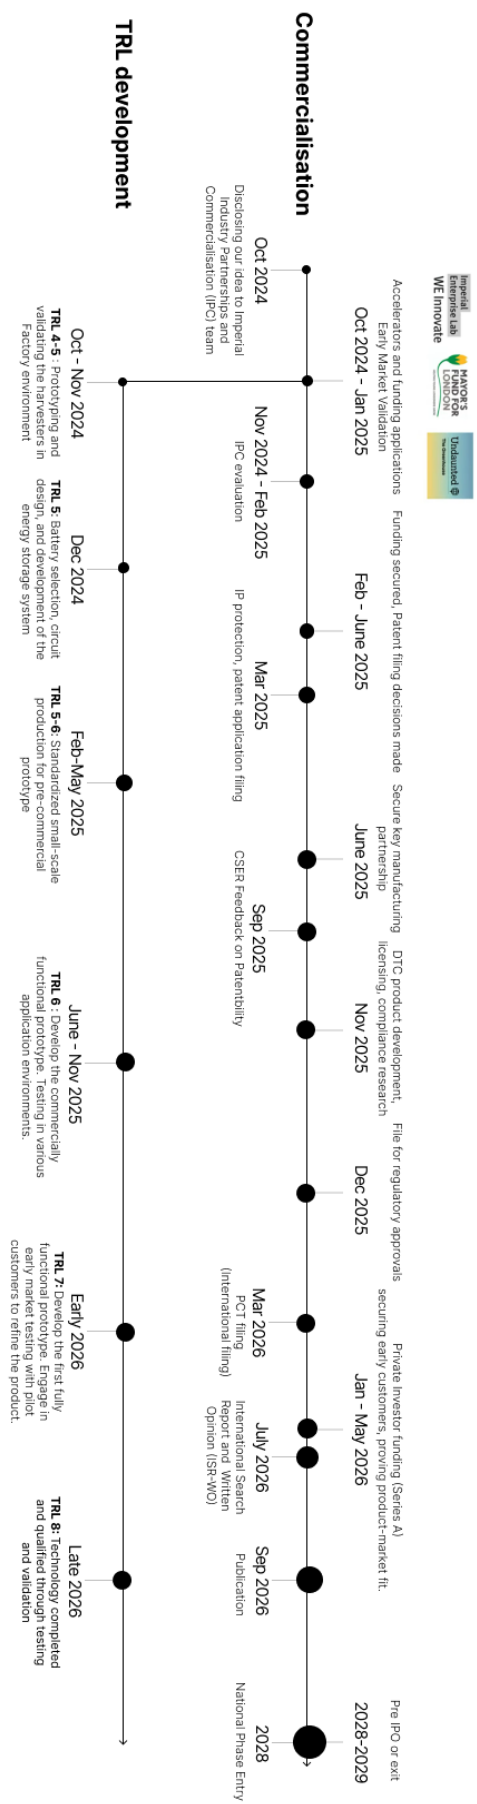 Imperial
Enterprise Lab
WE Innovate
MAYOR'S
FUND FOR
LONDON
Undaunted
The Greenhouse
Commercialisation
Accelerators and funding applications
Early Market Validation
Oct 2024 - Jan 2025
Funding secured, Patent filing decisions made
Feb - June 2025
Secure key manufacturing
partnership
June 2025
DTC product development,
licensing, compliance research
Nov 2025
File for regulatory approvals
Dec 2025
Private Investor funding (Series A)
securing early customers, proving product-market fit.
Jan - May 2026
Pre IPO or exit
2028-2029
Oct 2024
Disclosing our idea to Imperial
Industry Partnerships and
Commercialisation (IPC) team
Nov 2024 - Feb 2025
IPC evaluation
Mar 2025
IP protection, patent application filing
Sep 2025
CSER Feedback on Patentbility
Mar 2026
PCT filing
(International filing)
July 2026
International Search
Report and Written
Opinion (ISR-WO)
Sep 2026
Publication
2028
National Phase Entry
TRL development
Oct - Nov 2024
TRL 4-5 : Prototyping and
validating the harvesters in
Factory environment
Dec 2024
TRL 5: Battery selection, circuit
design, and development of the
energy storage system
Feb-May 2025
TRL 5-6: Standardized small-scale
production for pre-commercial
prototype
June - Nov 2025
TRL 6 : Develop the commercially
functional prototype. Testing in various
application environments.
Early 2026
TRL 7: Develop the first fully
functional prototype. Engage in
early market testing with pilot
customers to refine the product.
Late 2026
TRL 8: Technology completed
and qualified through testing
and validation